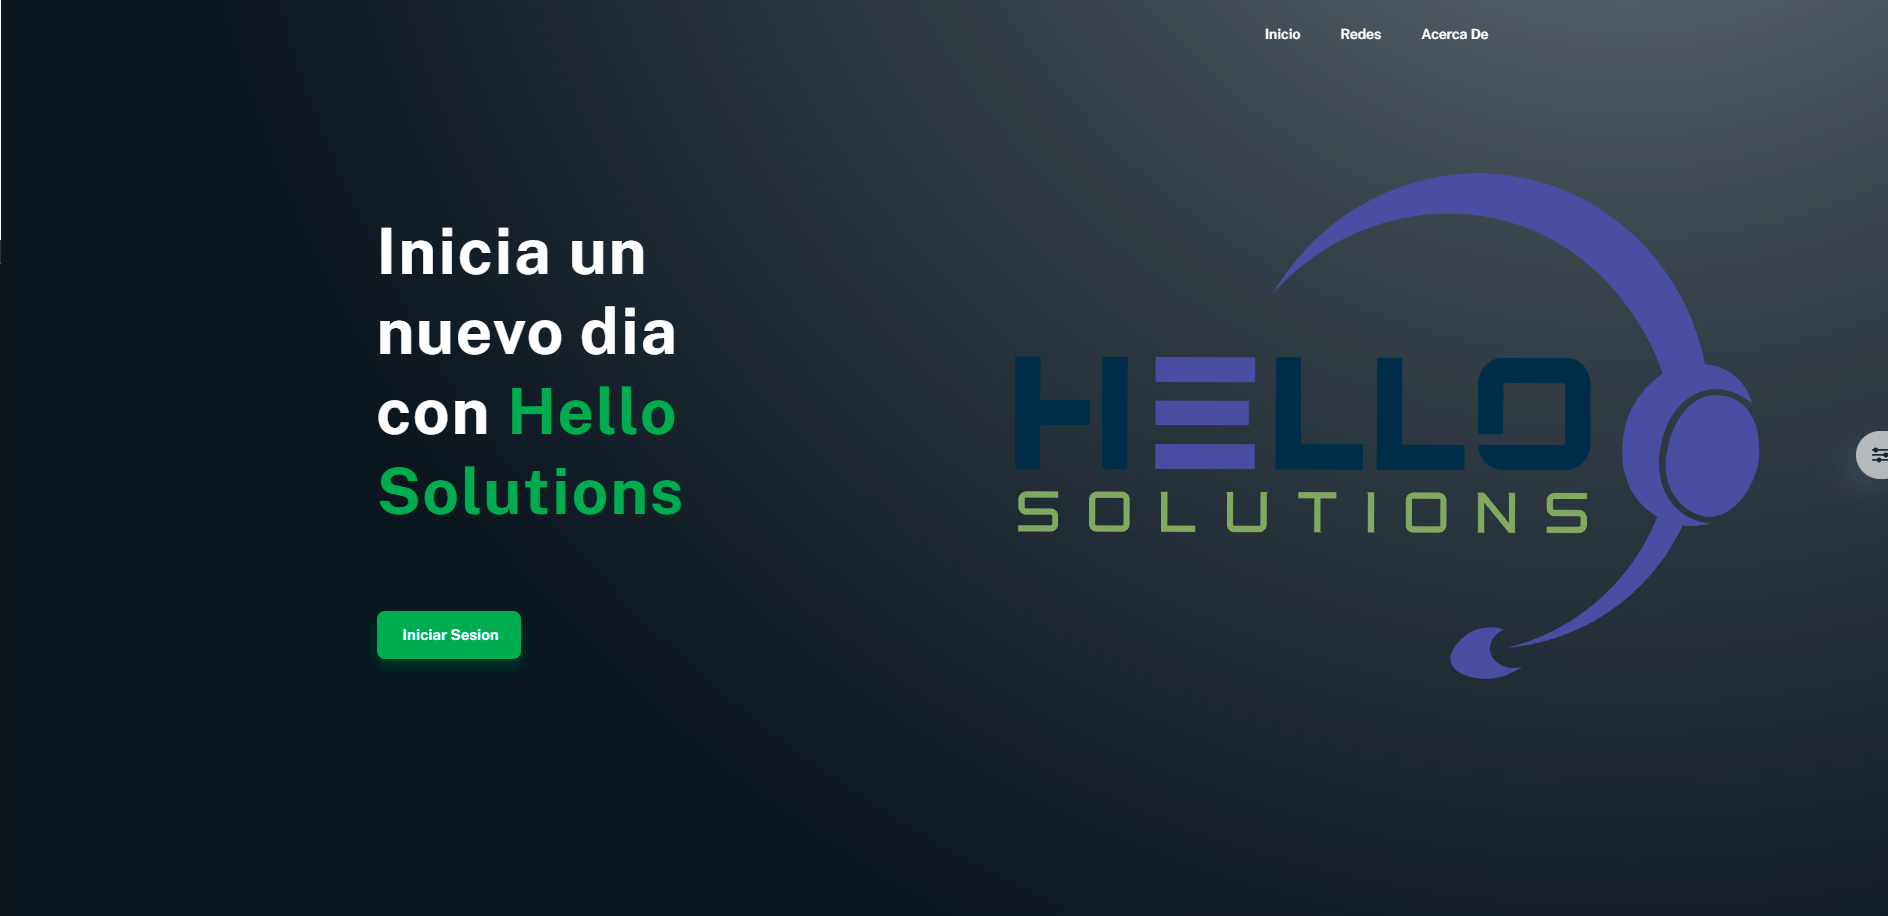 Inicio Redes Acerca De
Inicia un
nuevo dia
con Hello
Solutions
Iniciar Sesion
HELLO
SOLUTIONS